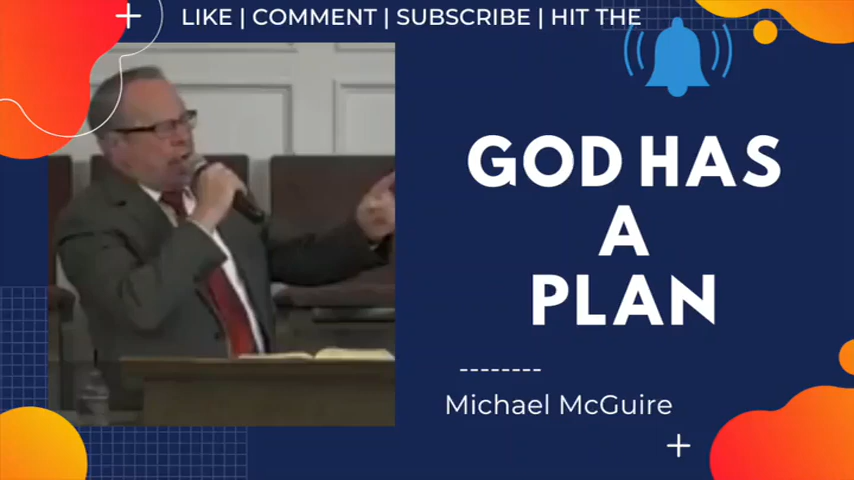 LIKE | COMMENT | SUBSCRIBE | HIT THE
GOD HAS
A
PLAN
--------
Michael McGuire